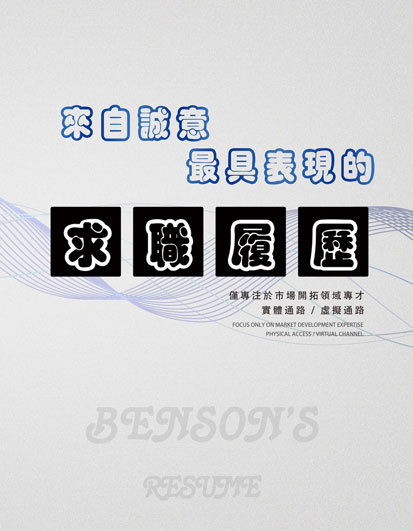 來自誠意
最具表現的
求職履歷
僅專注於市場開拓領域專才
實體通路 / 虛擬通路
FOCUS ONLY ON MARKET DEVELOPMENT EXPERTISE
PHYSICAL ACCESS / VIRTUAL CHANNEL
BENSON'S
RESUME